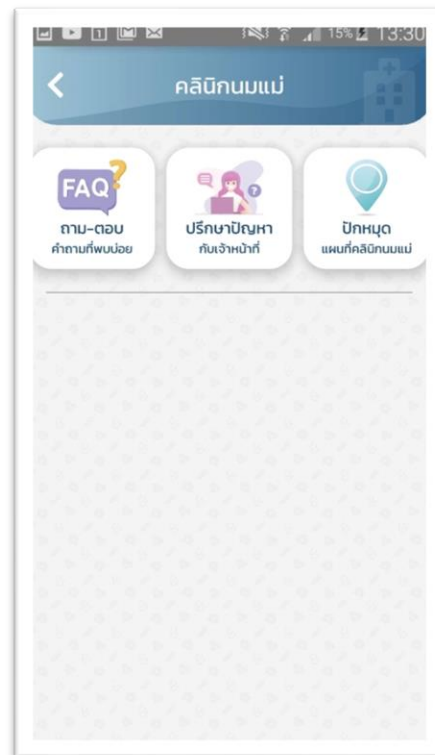 15% 13:30
คลินิกนมแม่
FAQ?
ถาม-ตอบ
คำถามที่พบบ่อย
ปรึกษาปัญหา
กับเจ้าหน้าที่
ปักหมุด
แผนที่คลินิกนมแม่